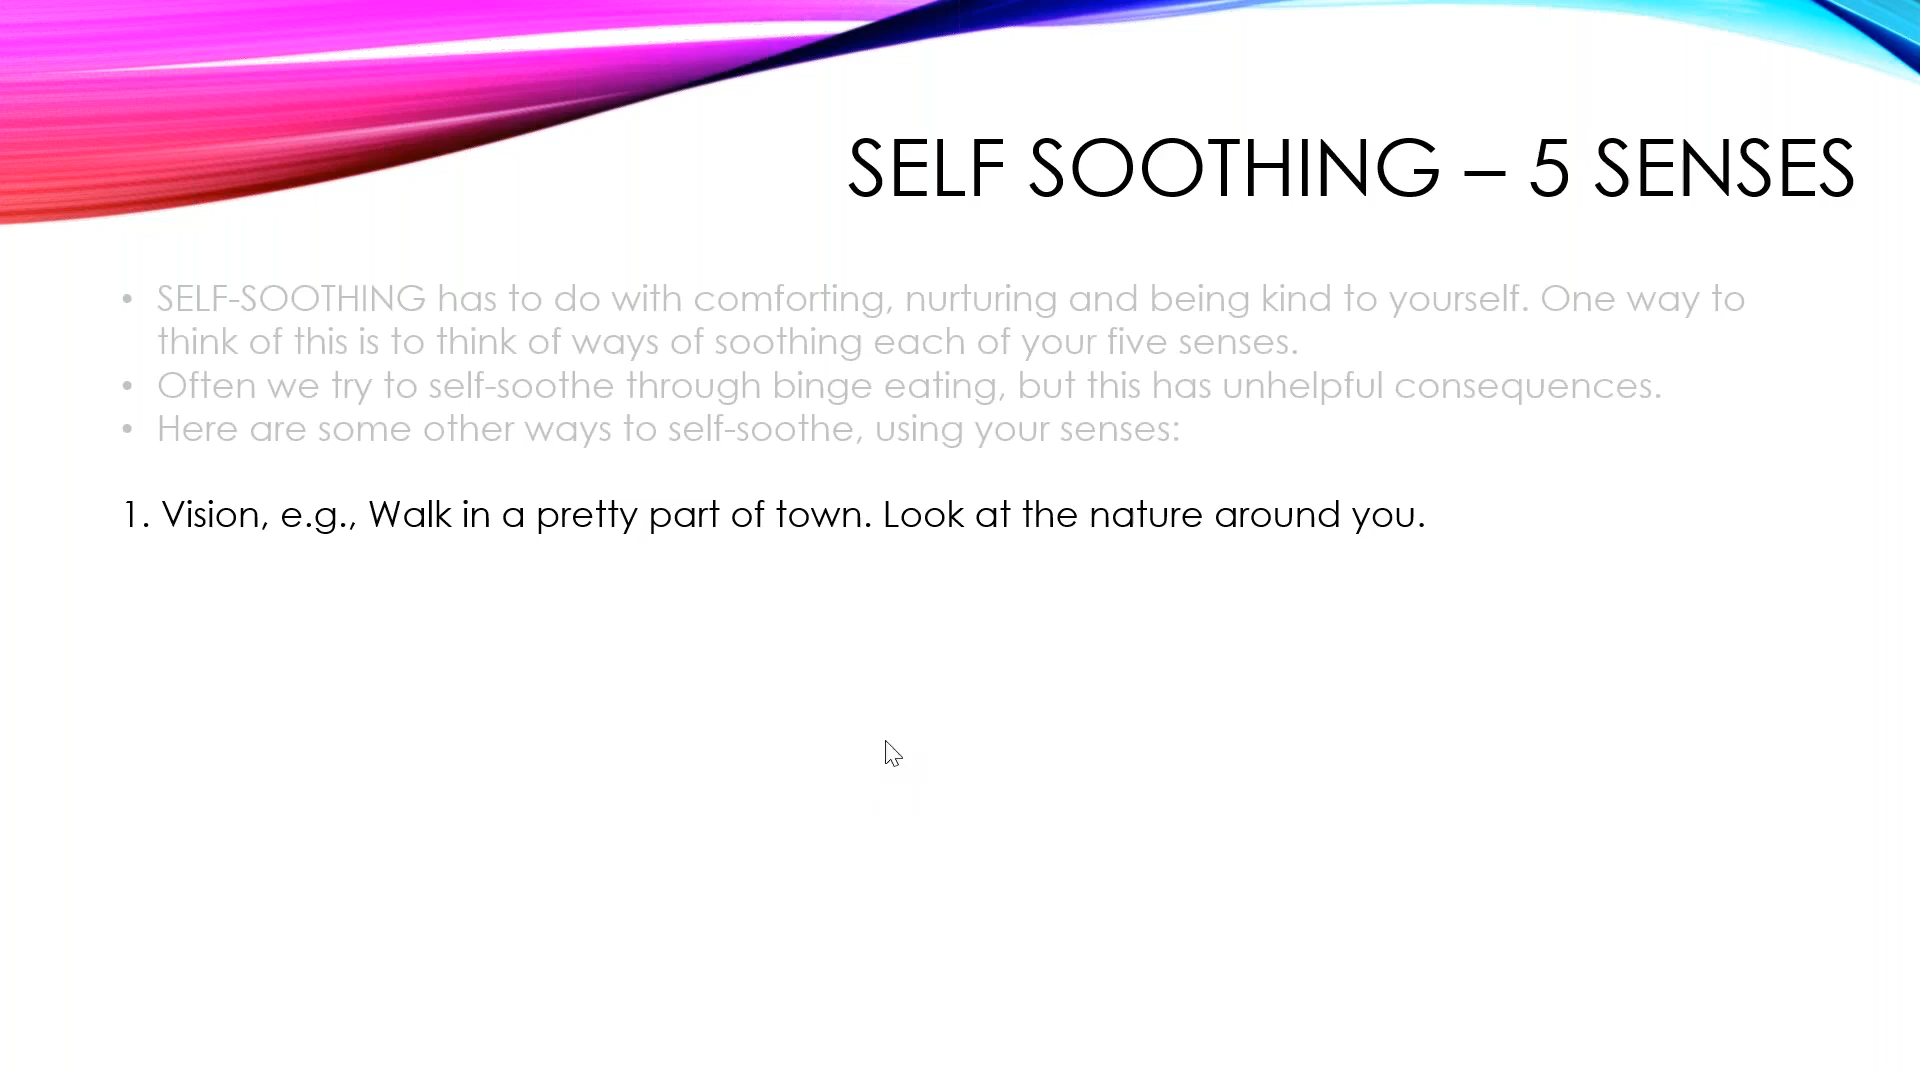 SELF SOOTHING – 5 SENSES
• SELF-SOOTHING has to do with comforting, nurturing and being kind to yourself. One way to
think of this is to think of ways of soothing each of your five senses.
• Often we try to self-soothe through binge eating, but this has unhelpful consequences.
• Here are some other ways to self-soothe, using your senses:
1. Vision, e.g., Walk in a pretty part of town. Look at the nature around you.